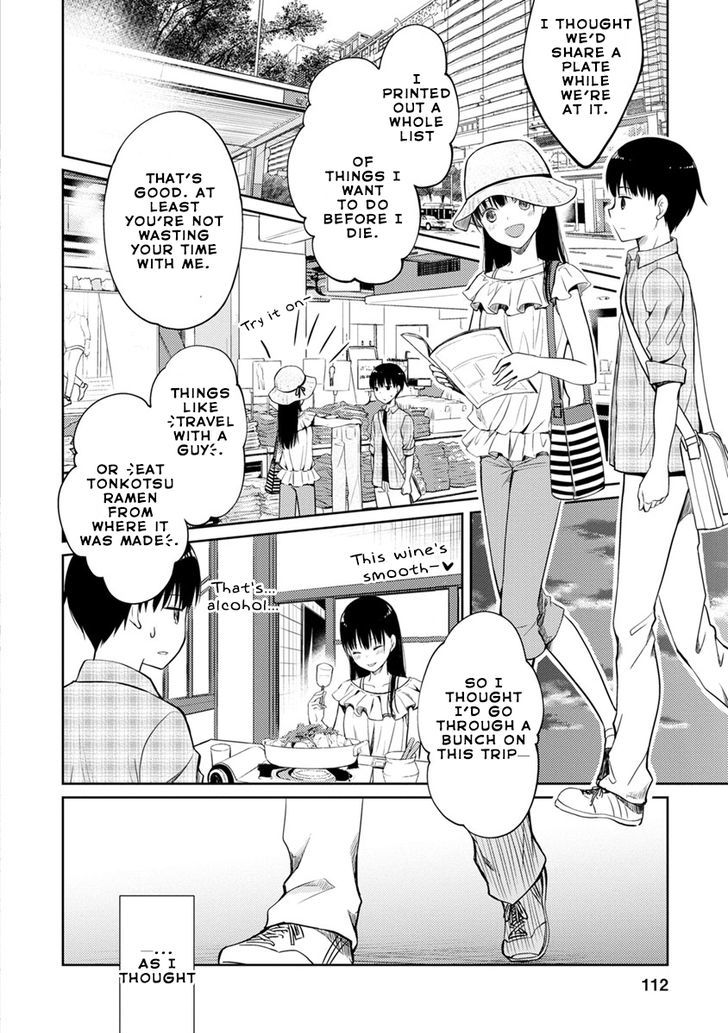 I THOUGHT
WE'D
SHARE A
PLATE
WHILE
WE'RE
AT IT.
I
PRINTED
OUT A
WHOLE
LIST
OF
THINGS I
WANT
TO DO
BEFORE I
DIE.
THAT'S
GOOD. AT
LEAST
YOU'RE NOT
WASTING
YOUR TIME
WITH ME.
Try it on~
THINGS
LIKE
TRAVEL
WITH A
GUY.
OR EAT
TONKOTSU
RAMEN
FROM
WHERE IT
WAS MADE.
This wine's
smooth—♥
That's...
alcohol...
SO I
THOUGHT
I'D GO
THROUGH A
BUNCH ON
THIS TRIP—
—...
AS I
THOUGHT
112